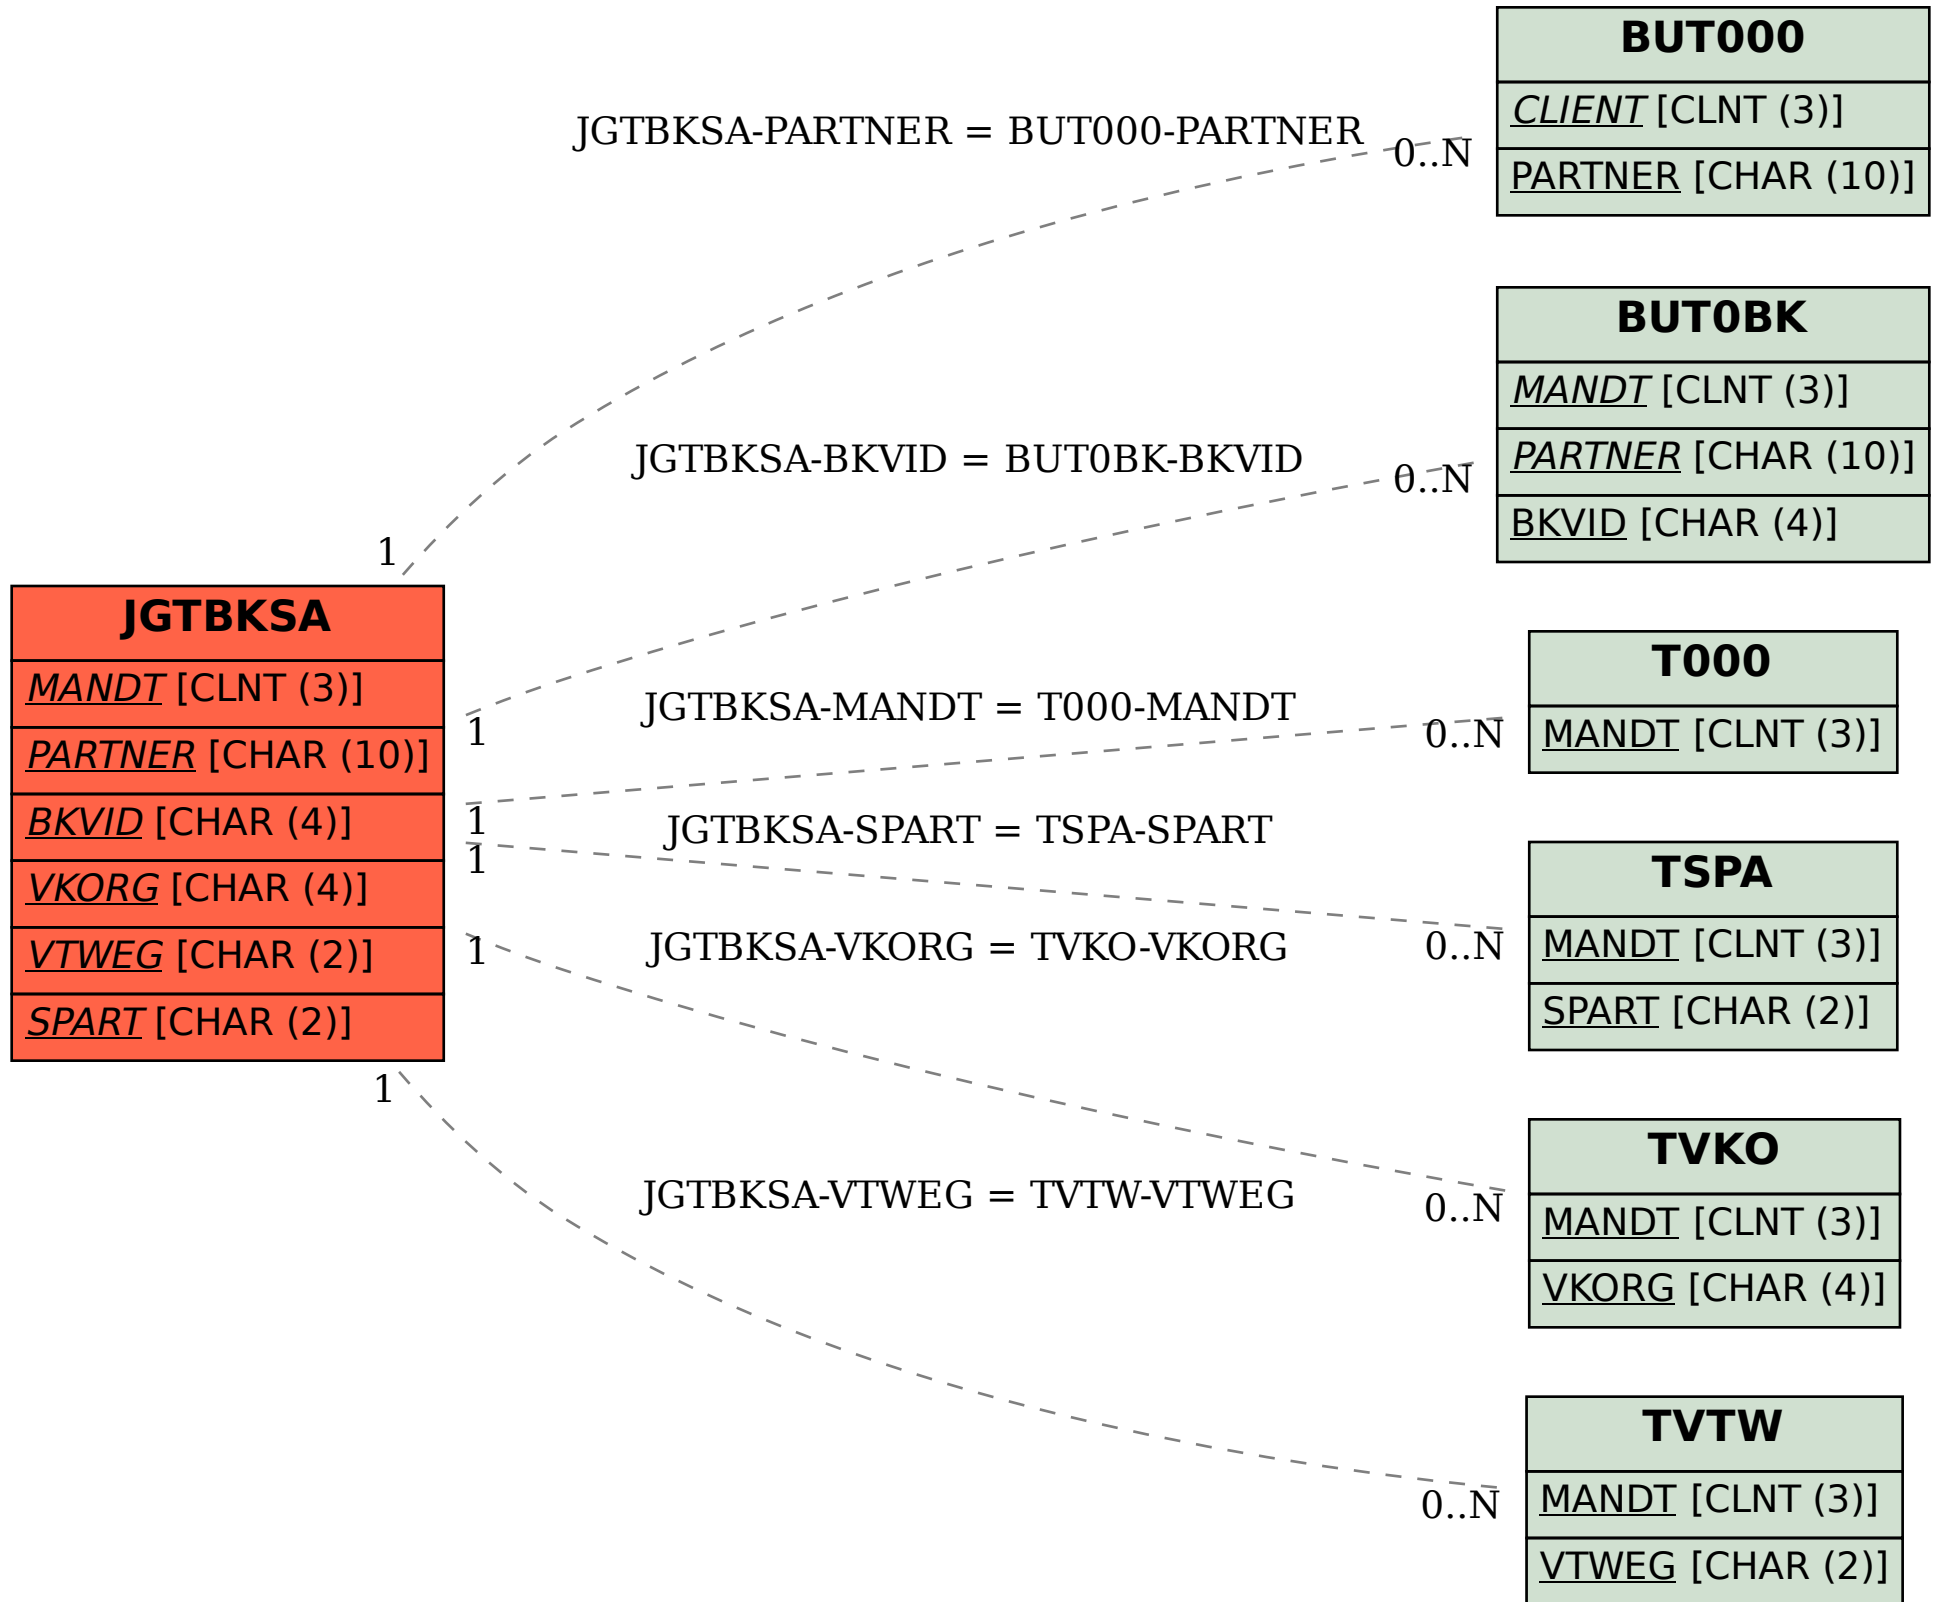 BUT000
CLIENT [CLNT (3)]
PARTNER [CHAR (10)]
JGTBKSA-PARTNER = BUT000-PARTNER
0..N
1
BUT0BK
MANDT [CLNT (3)]
PARTNER [CHAR (10)]
BKVID [CHAR (4)]
JGTBKSA-BKVID = BUT0BK-BKVID
0..N
1
JGTBKSA
MANDT [CLNT (3)]
PARTNER [CHAR (10)]
BKVID [CHAR (4)]
VKORG [CHAR (4)]
VTWEG [CHAR (2)]
SPART [CHAR (2)]
JGTBKSA-MANDT = T000-MANDT
0..N
1
T000
MANDT [CLNT (3)]
JGTBKSA-SPART = TSPA-SPART
1
0..N
TSPA
MANDT [CLNT (3)]
SPART [CHAR (2)]
JGTBKSA-VKORG = TVKO-VKORG
1
0..N
TVKO
MANDT [CLNT (3)]
VKORG [CHAR (4)]
JGTBKSA-VTWEG = TVTW-VTWEG
1
0..N
TVTW
MANDT [CLNT (3)]
VTWEG [CHAR (2)]